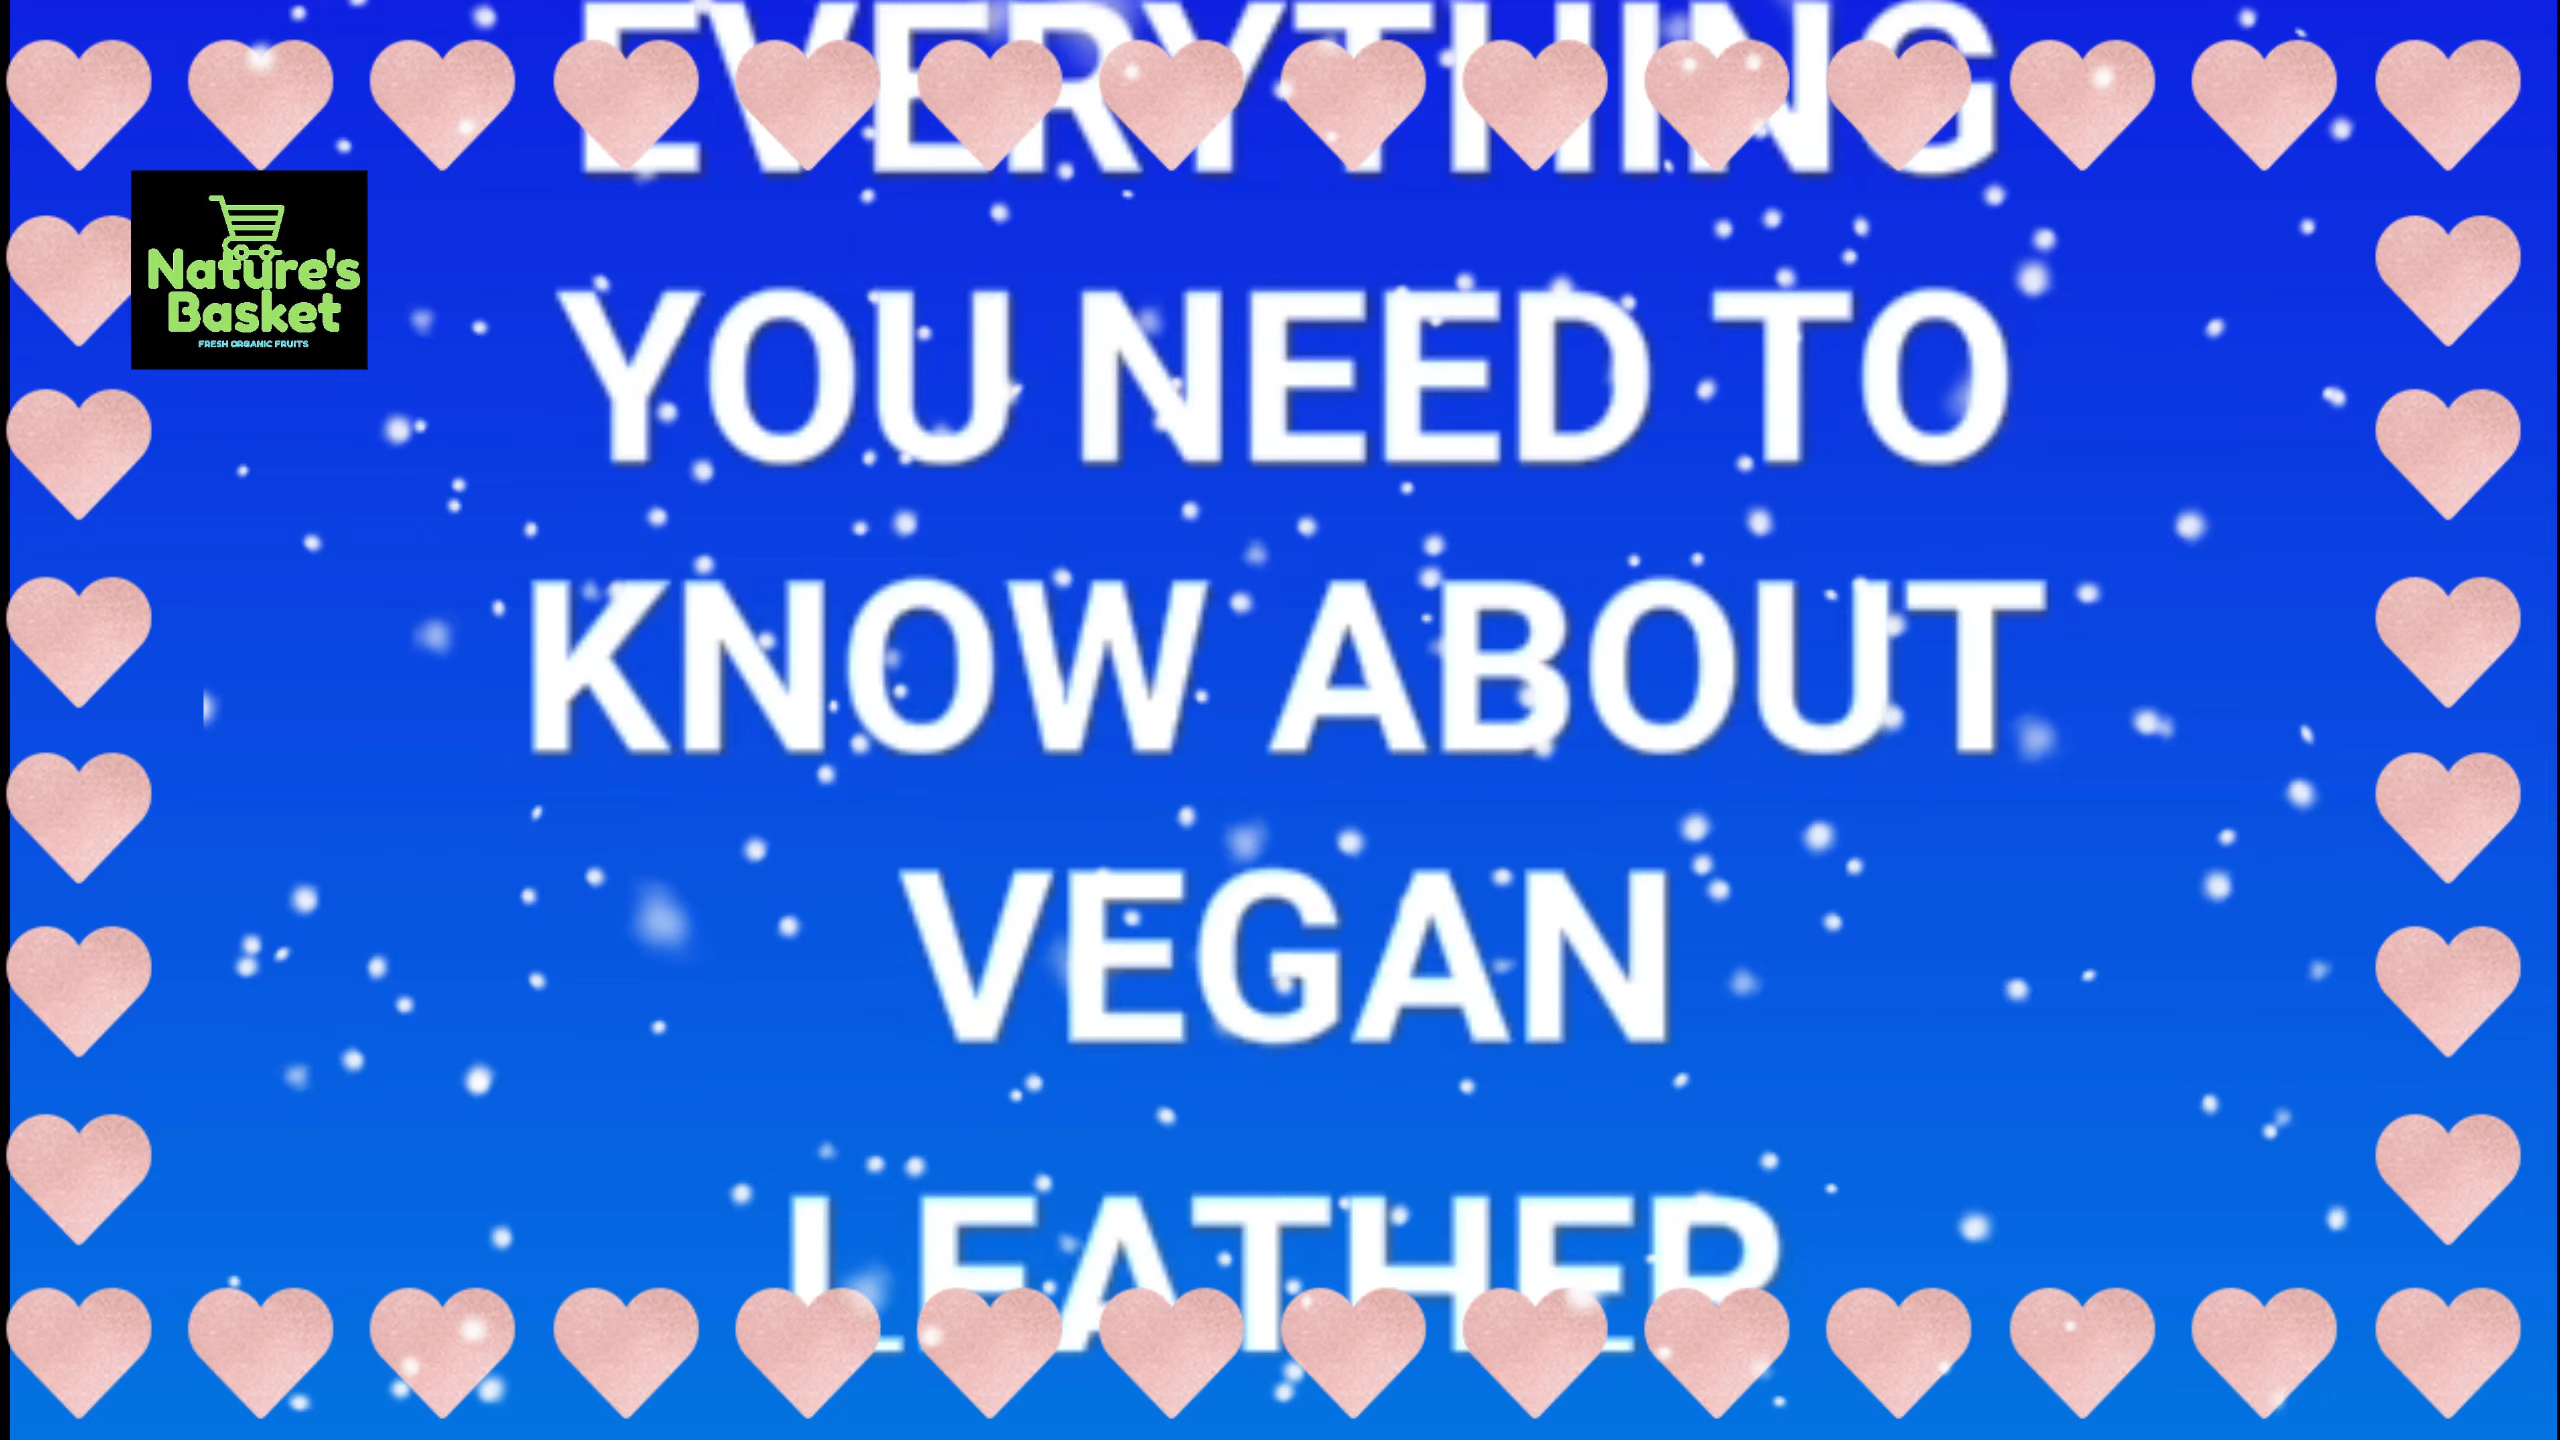 EVERYTHING
Nature's
Basket
FRESH ORGANIC FRUITS
YOU NEED TO
KNOW ABOUT
VEGAN
LEATHER